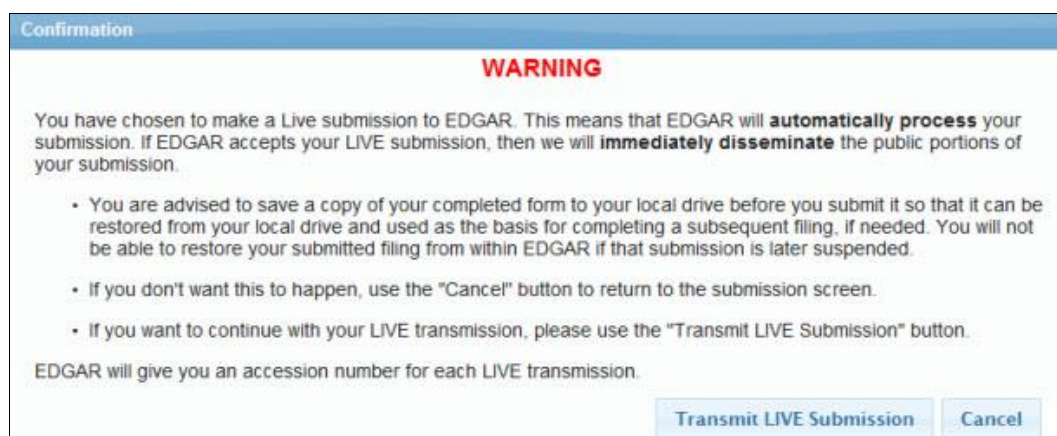 Confirmation
WARNING
You have chosen to make a Live submission to EDGAR. This means that EDGAR will automatically process your
submission. If EDGAR accepts your LIVE submission, then we will immediately disseminate the public portions of
your submission.
• You are advised to save a copy of your completed form to your local drive before you submit it so that it can be
restored from your local drive and used as the basis for completing a subsequent filing, if needed. You will not
be able to restore your submitted filing from within EDGAR if that submission is later suspended.
• If you don't want this to happen, use the "Cancel" button to return to the submission screen.
• If you want to continue with your LIVE transmission, please use the "Transmit LIVE Submission" button.
EDGAR will give you an accession number for each LIVE transmission.
Transmit LIVE Submission Cancel